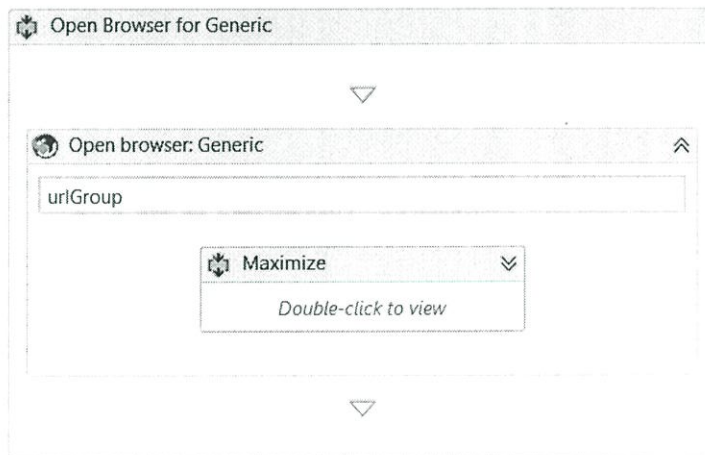 Open Browser for Generic
Open browser: Generic
urlGroup
Maximize
Double-click to view